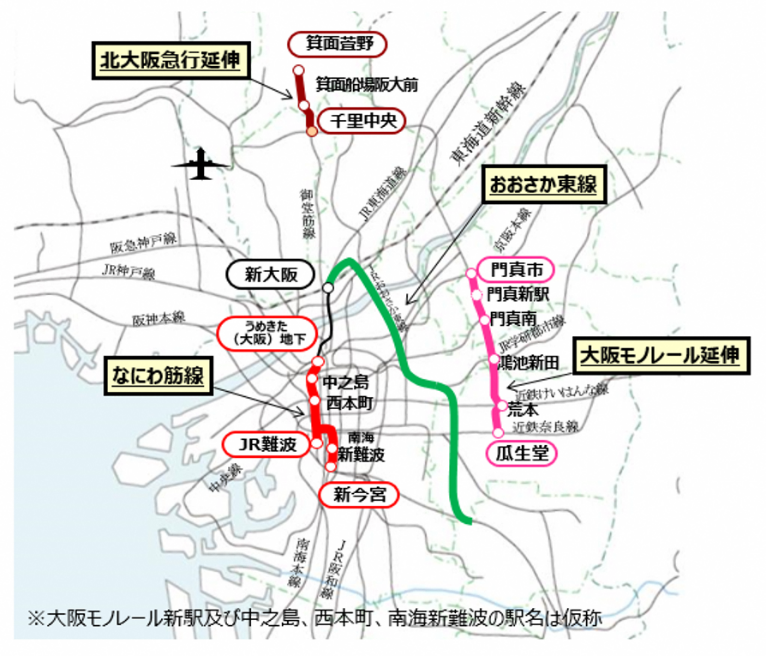 箕面萱野
北大阪急行延伸
箕面船場阪大前
千里中央
東海道新幹線
JR東海道線
おおさか東線
御堂筋線
京阪本線
阪急神戸線
新大阪
門真市
JR神戸線
門真新駅
阪神本線
うめきた
(大阪)地下
門真南
JR学研都市線
大阪モノレール延伸
鴻池新田
なにわ筋線
中之島
近鉄けいはんな線
西本町
荒本
近鉄奈良線
JR難波
南海
新難波
瓜生堂
中央線
新今宮
南海本線
JR阪和線
※大阪モノレール新駅及び中之島、西本町、南海新難波の駅名は仮称